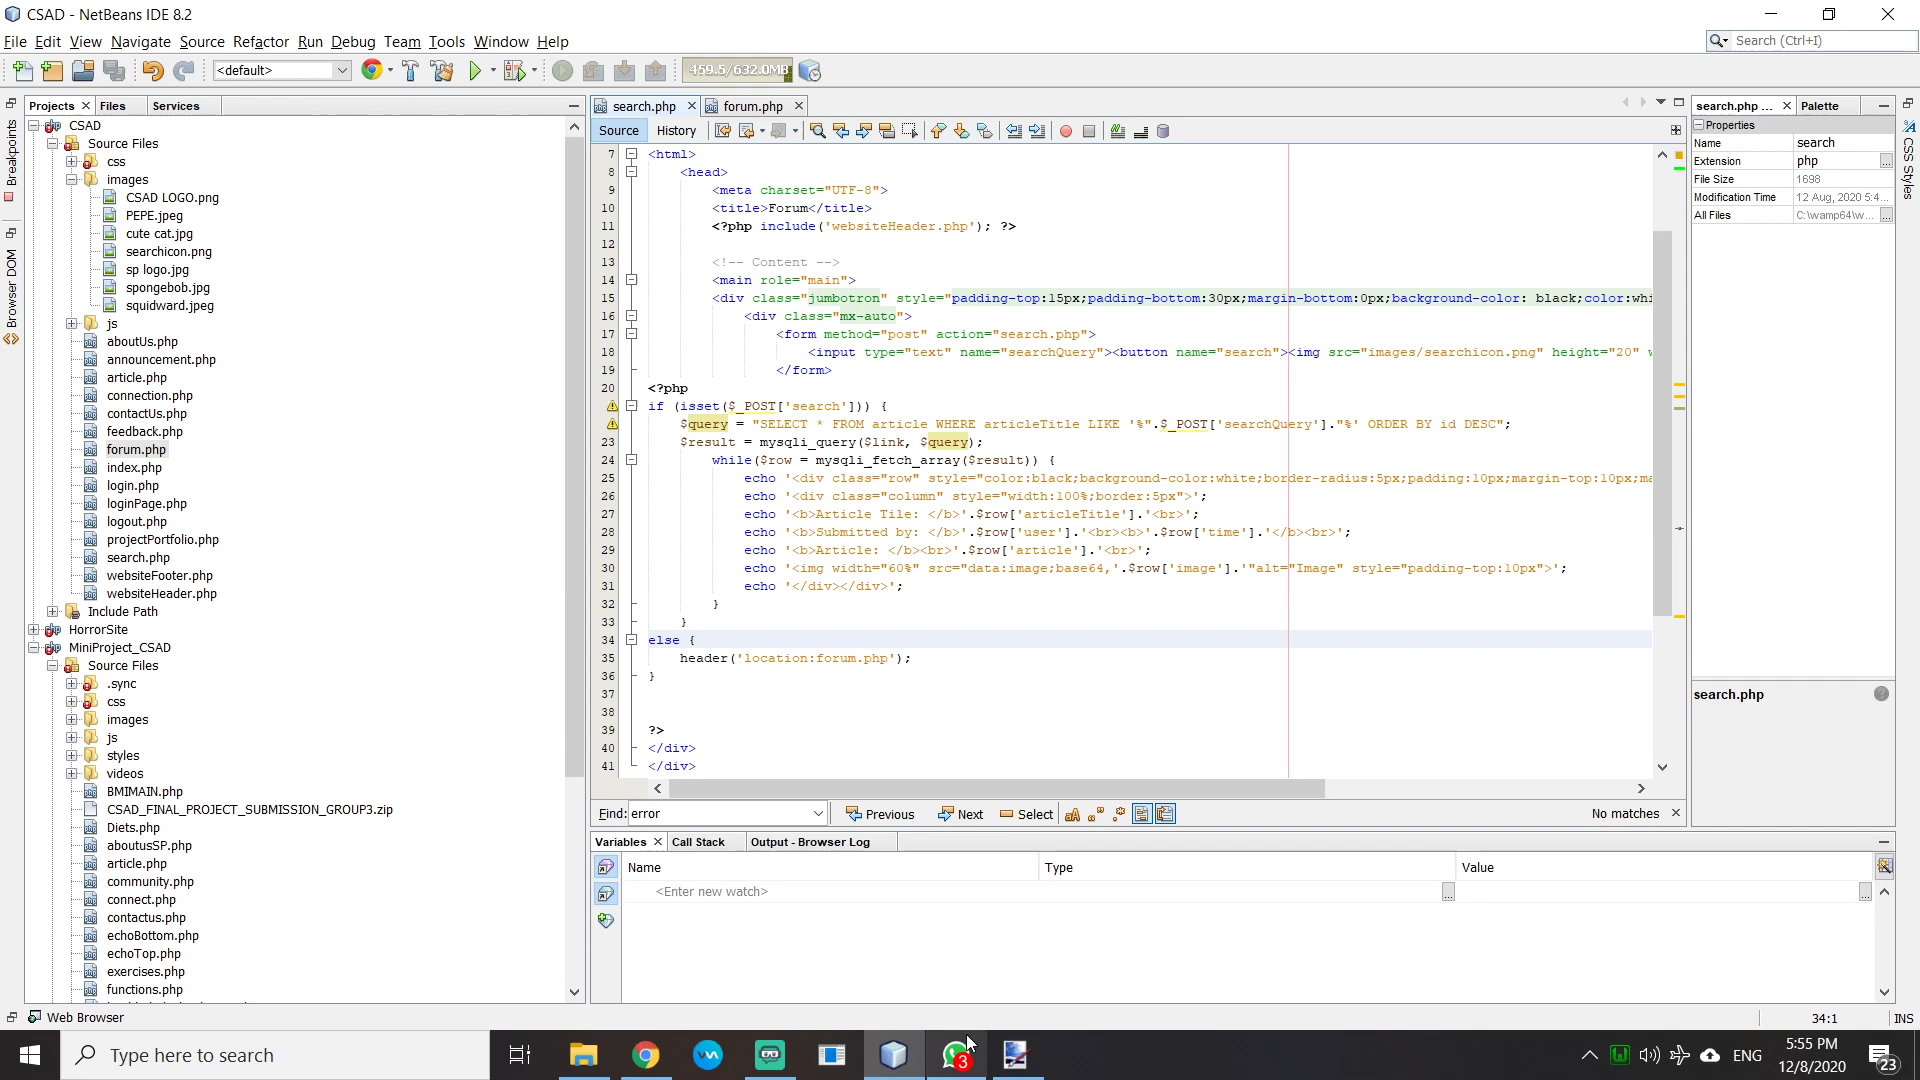 CSAD - NetBeans IDE 8.2
File Edit View Navigate Source Refactor Run Debug Team Tools Window Help
Search (Ctrl+I)
<default>
459.5/632.0MB
Projects
Files
Services
search.php
forum.php
search.php ...
Palette
Breakpoints
Browser DOM
CSS Styles
CSAD
Source Files
css
images
CSAD LOGO.png
PEPE.jpeg
cute cat.jpg
searchicon.png
sp logo.jpg
spongebob.jpg
squidward.jpeg
js
aboutUs.php
announcement.php
article.php
connection.php
contactUs.php
feedback.php
forum.php
index.php
login.php
loginPage.php
logout.php
projectPortfolio.php
search.php
websiteFooter.php
websiteHeader.php
Include Path
HorrorSite
MiniProject_CSAD
Source Files
.sync
css
images
js
styles
videos
BMIMAIN.php
CSAD_FINAL_PROJECT_SUBMISSION_GROUP3.zip
Diets.php
aboutusSP.php
article.php
community.php
connect.php
contactus.php
echoBottom.php
echoTop.php
exercises.php
functions.php
Source History
7 <html>
8 <head>
9 <meta charset="UTF-8">
10 <title>Forum</title>
11 <?php include('websiteHeader.php'); ?>
12
13 <!-- Content -->
14 <main role="main">
15 <div class="jumbotron" style="padding-top:15px;padding-bottom:30px;margin-bottom:0px;background-color: black;color:whi
16 <div class="mx-auto">
17 <form method="post" action="search.php">
18 <input type="text" name="searchQuery"><button name="search"><img src="images/searchicon.png" height="20" w
19 </form>
20 <?php
if (isset($_POST['search'])) {
$query = "SELECT * FROM article WHERE articleTitle LIKE '%".$_POST['searchQuery']."%' ORDER BY id DESC";
23 $result = mysqli_query($link, $query);
24 while($row = mysqli_fetch_array($result)) {
25 echo '<div class="row" style="color:black;background-color:white;border-radius:5px;padding:10px;margin-top:10px;ma
26 echo '<div class="column" style="width:100%;border:5px">';
27 echo '<b>Article Tile: </b>'.$row['articleTitle'].'<br>';
28 echo '<b>Submitted by: </b>'.$row['user'].'<br><b>'.$row['time'].'</b><br>';
29 echo '<b>Article: </b><br>'.$row['article'].'<br>';
30 echo '<img width="60%" src="data:image;base64,'.$row['image'].'"alt="Image" style="padding-top:10px">';
31 echo '</div></div>';
32 }
33 }
34 else {
35 header('location:forum.php');
36 }
37
38
39 ?>
40 </div>
41 </div>
Properties
Name search
Extension php
File Size 1698
Modification Time 12 Aug, 2020 5:4...
All Files C:\wamp64\w...
search.php
Find: error Previous Next Select No matches
Variables
Call Stack
Output - Browser Log
Name Type Value
<Enter new watch>
Web Browser
34:1 INS
Type here to search
3
ENG
5:55 PM
12/8/2020
23